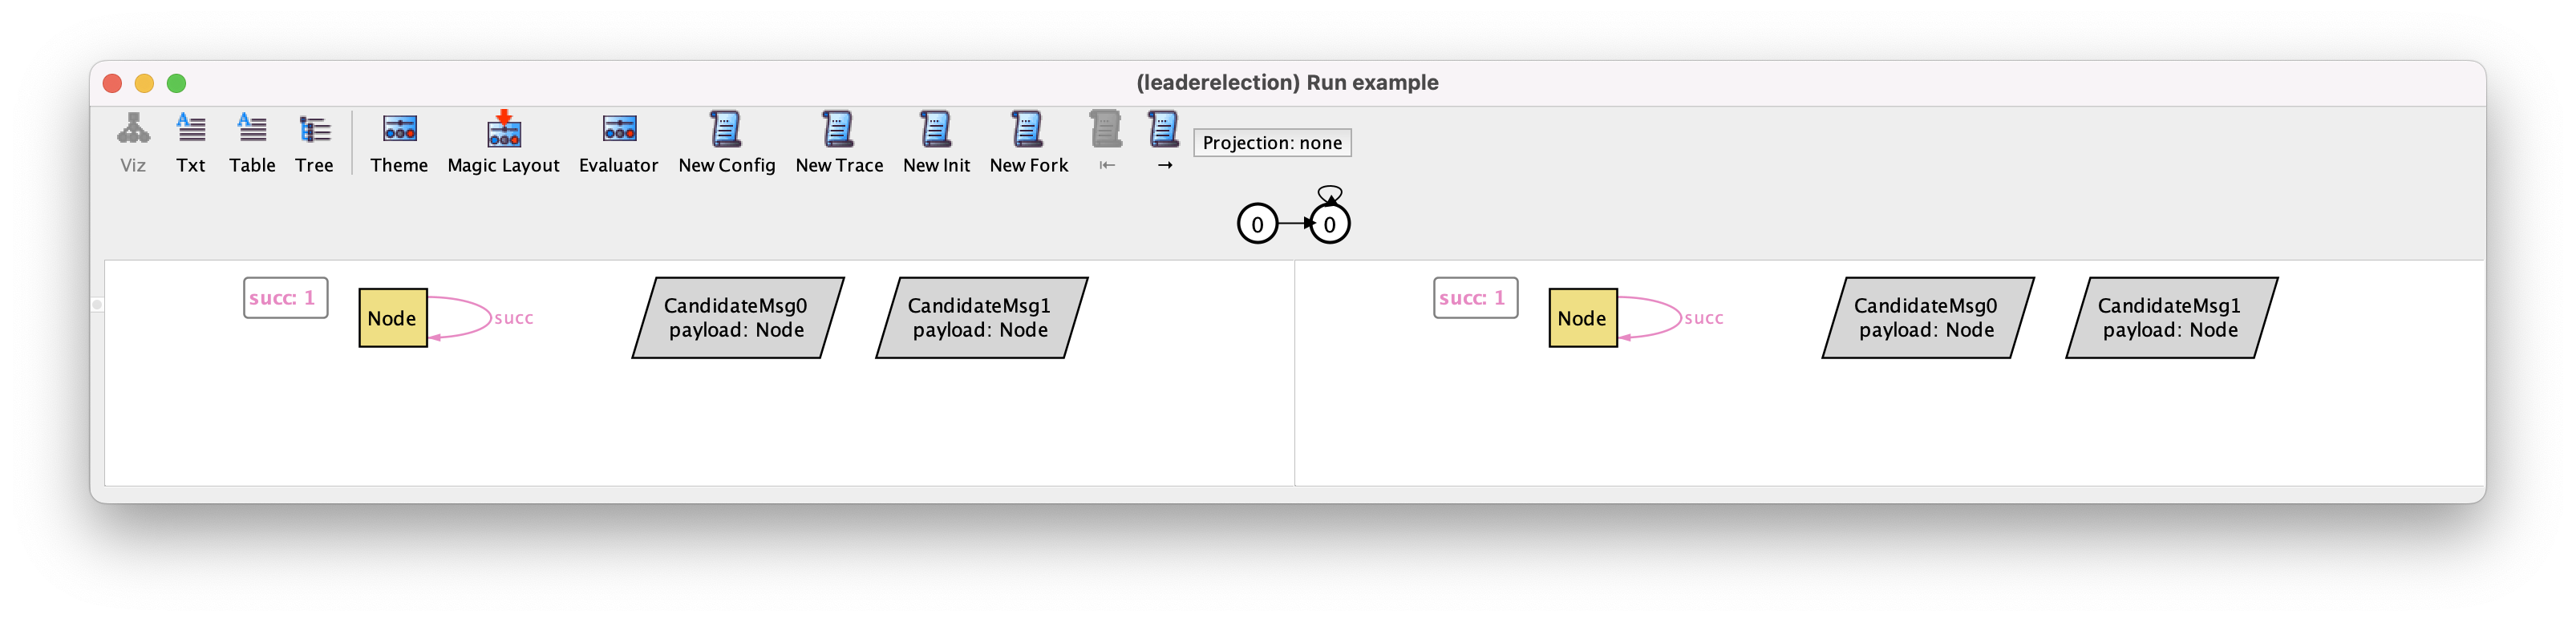 (leaderelection) Run example
Viz Txt Table Tree Theme Magic Layout Evaluator New Config New Trace New Init New Fork ⇤ → Projection: none
0 0
succ: 1
Node
succ
CandidateMsg0
payload: Node
CandidateMsg1
payload: Node
succ: 1
Node
succ
CandidateMsg0
payload: Node
CandidateMsg1
payload: Node